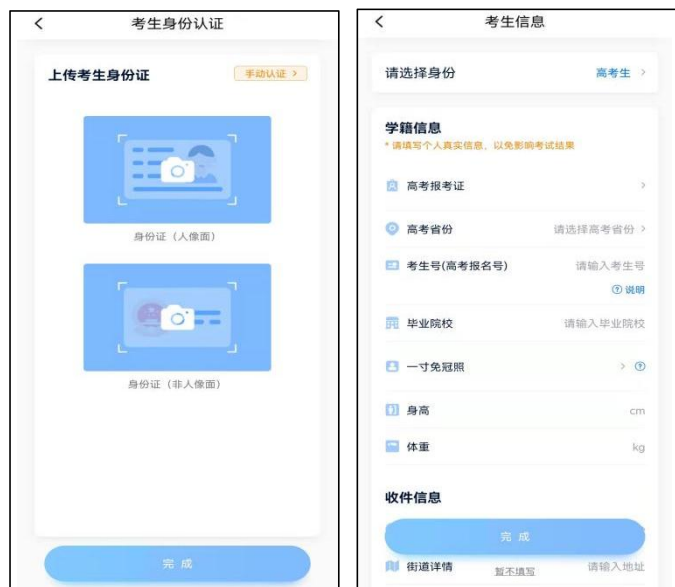 考生身份认证
上传考生身份证
手动认证 >
身份证（人像面）
身份证（非人像面）
完 成
考生信息
请选择身份 高考生 >
学籍信息
* 请填写个人真实信息，以免影响考试结果
高考报考证 >
高考省份 请选择高考省份 >
考生号(高考报名号) 请输入考生号
? 说明
毕业院校 请输入毕业院校
一寸免冠照 > ?
身高 cm
体重 kg
收件信息
完 成
街道详情 请输入地址
暂不填写